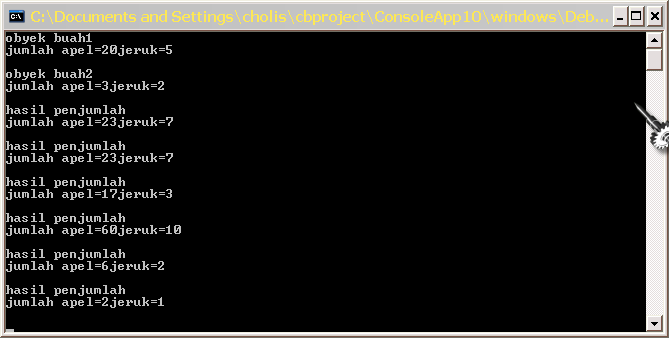 C:\Documents and Settings\cholis\cbproject\ConsoleApp10\windows\Deb...
obyek buah1
jumlah apel=20jeruk=5
obyek buah2
jumlah apel=3jeruk=2
hasil penjumlah
jumlah apel=23jeruk=7
hasil penjumlah
jumlah apel=23jeruk=7
hasil penjumlah
jumlah apel=17jeruk=3
hasil penjumlah
jumlah apel=60jeruk=10
hasil penjumlah
jumlah apel=6jeruk=2
hasil penjumlah
jumlah apel=2jeruk=1